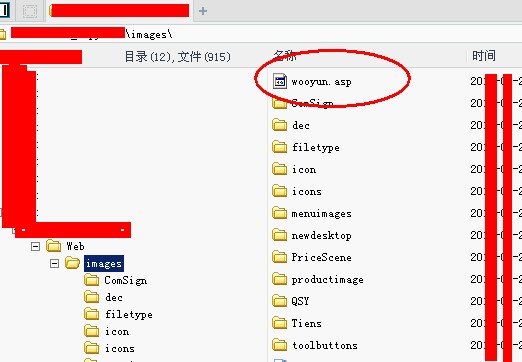 \images\
目录(12),文件(915)
名称
时间
wooyun.asp
ComSign
dec
filetype
icon
icons
menuimages
newdesktop
PriceScene
productimage
QSY
Tiens
toolbuttons
Web
images
ComSign
dec
filetype
icon
icons